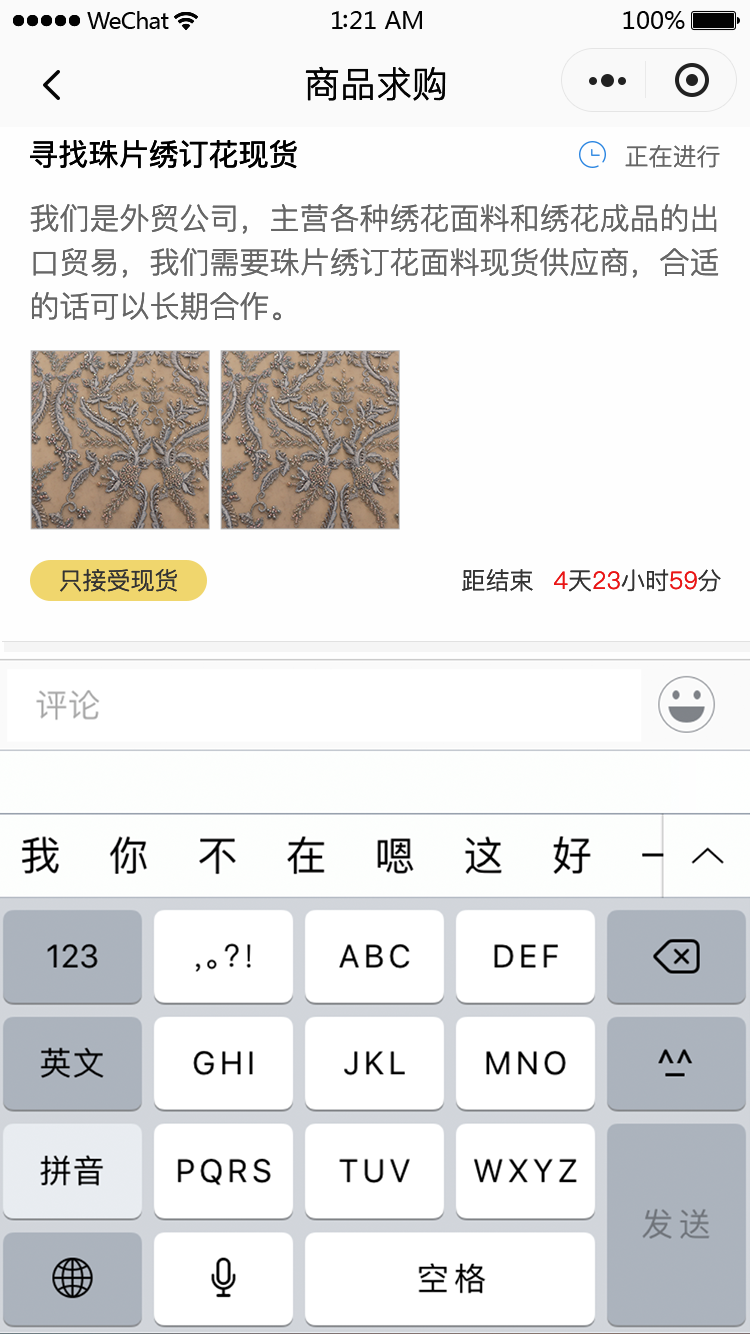 WeChat 1:21 AM 100%
商品求购
寻找珠片绣订花现货 正在进行
我们是外贸公司，主营各种绣花面料和绣花成品的出
口贸易，我们需要珠片绣订花面料现货供应商，合适
的话可以长期合作。
只接受现货 距结束 4天23小时59分
评论
我 你 不 在 嗯 这 好 一
123 ,。?! ABC DEF
英文 GHI JKL MNO ^^
拼音 PQRS TUV WXYZ
发送
空格